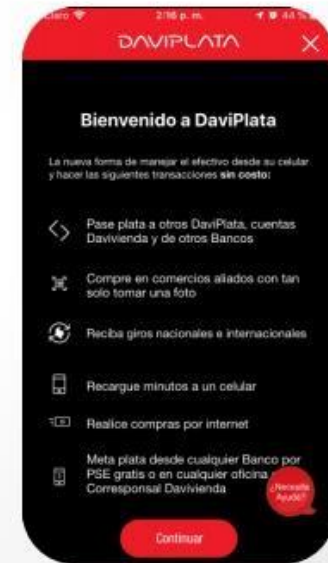 Claro 2:16 p. m. 44 %
DAVIPLATA
Bienvenido a DaviPlata
La nueva forma de manejar el efectivo desde su celular
y hacer las siguientes transacciones sin costo:
Pase plata a otros DaviPlata, cuentas
Davivienda y de otros Bancos
Compre en comercios aliados con tan
solo tomar una foto
Reciba giros nacionales e internacionales
Recargue minutos a un celular
Realice compras por internet
Meta plata desde cualquier Banco por
PSE gratis o en cualquier oficina
Corresponsal Davivienda
¿Necesita
Ayuda?
Continuar